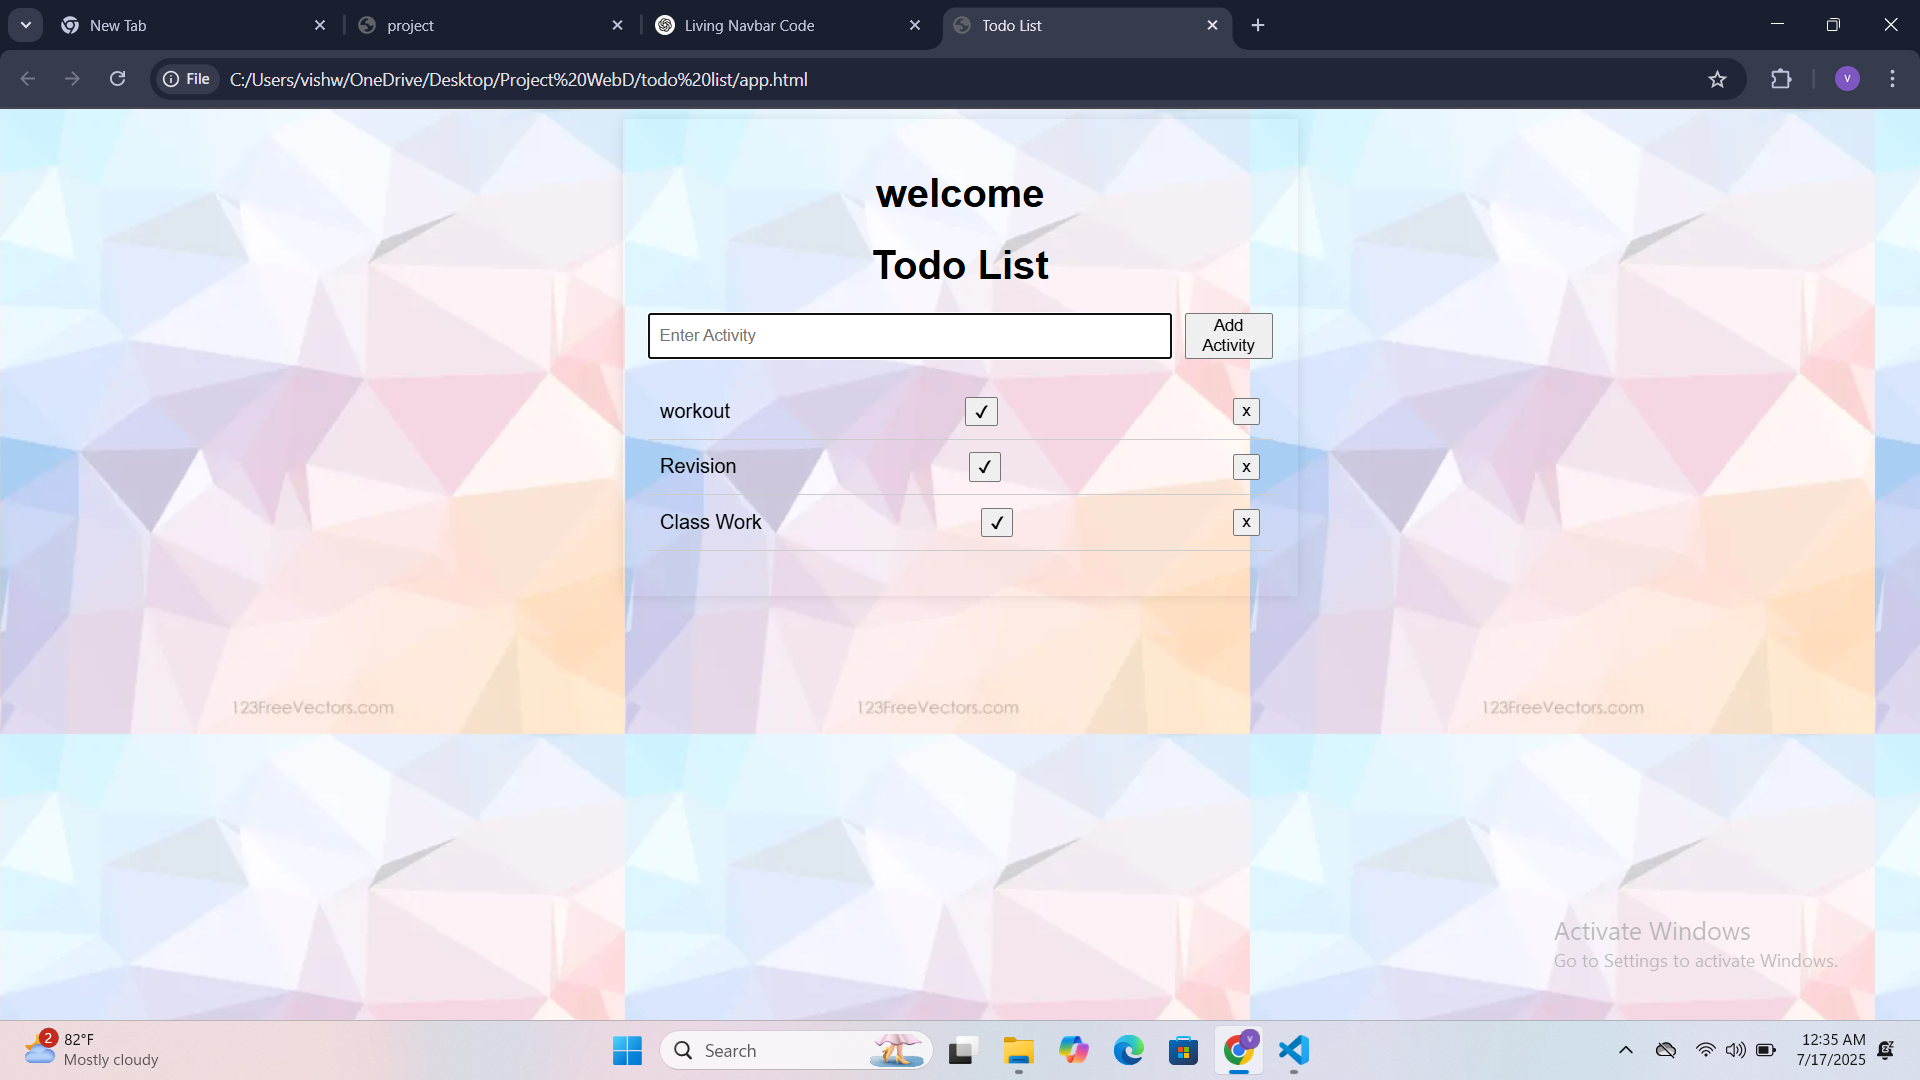 New Tab
project
Living Navbar Code
Todo List
File
C:/Users/vishw/OneDrive/Desktop/Project%20WebD/todo%20list/app.html
V
welcome
Todo List
Enter Activity
Add
Activity
workout ✓ x
Revision ✓ x
Class Work ✓ x
123FreeVectors.com
123FreeVectors.com
123FreeVectors.com
Activate Windows
Go to Settings to activate Windows.
2
82°F
Mostly cloudy
Search
V
12:35 AM
7/17/2025